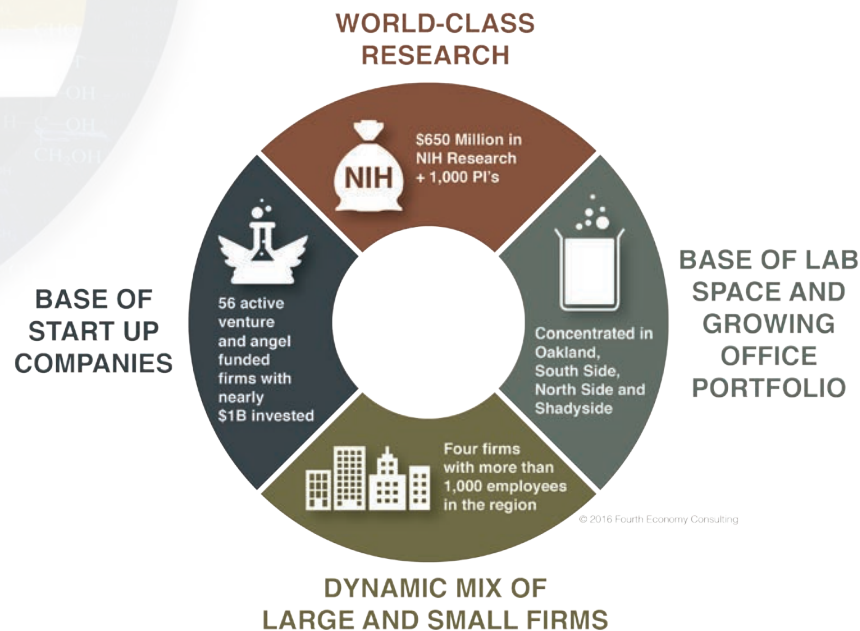 WORLD-CLASS
RESEARCH
NIH
$650 Million in
NIH Research
+ 1,000 PI's
BASE OF
START UP
COMPANIES
56 active
venture
and angel
funded
firms with
nearly
$1B invested
Concentrated in
Oakland,
South Side,
North Side and
Shadyside
BASE OF LAB
SPACE AND
GROWING
OFFICE
PORTFOLIO
Four firms
with more than
1,000 employees
in the region
© 2016 Fourth Economy Consulting
DYNAMIC MIX OF
LARGE AND SMALL FIRMS